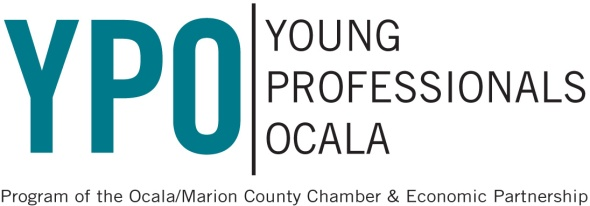 YPO
YOUNG
PROFESSIONALS
OCALA
Program of the Ocala/Marion County Chamber & Economic Partnership